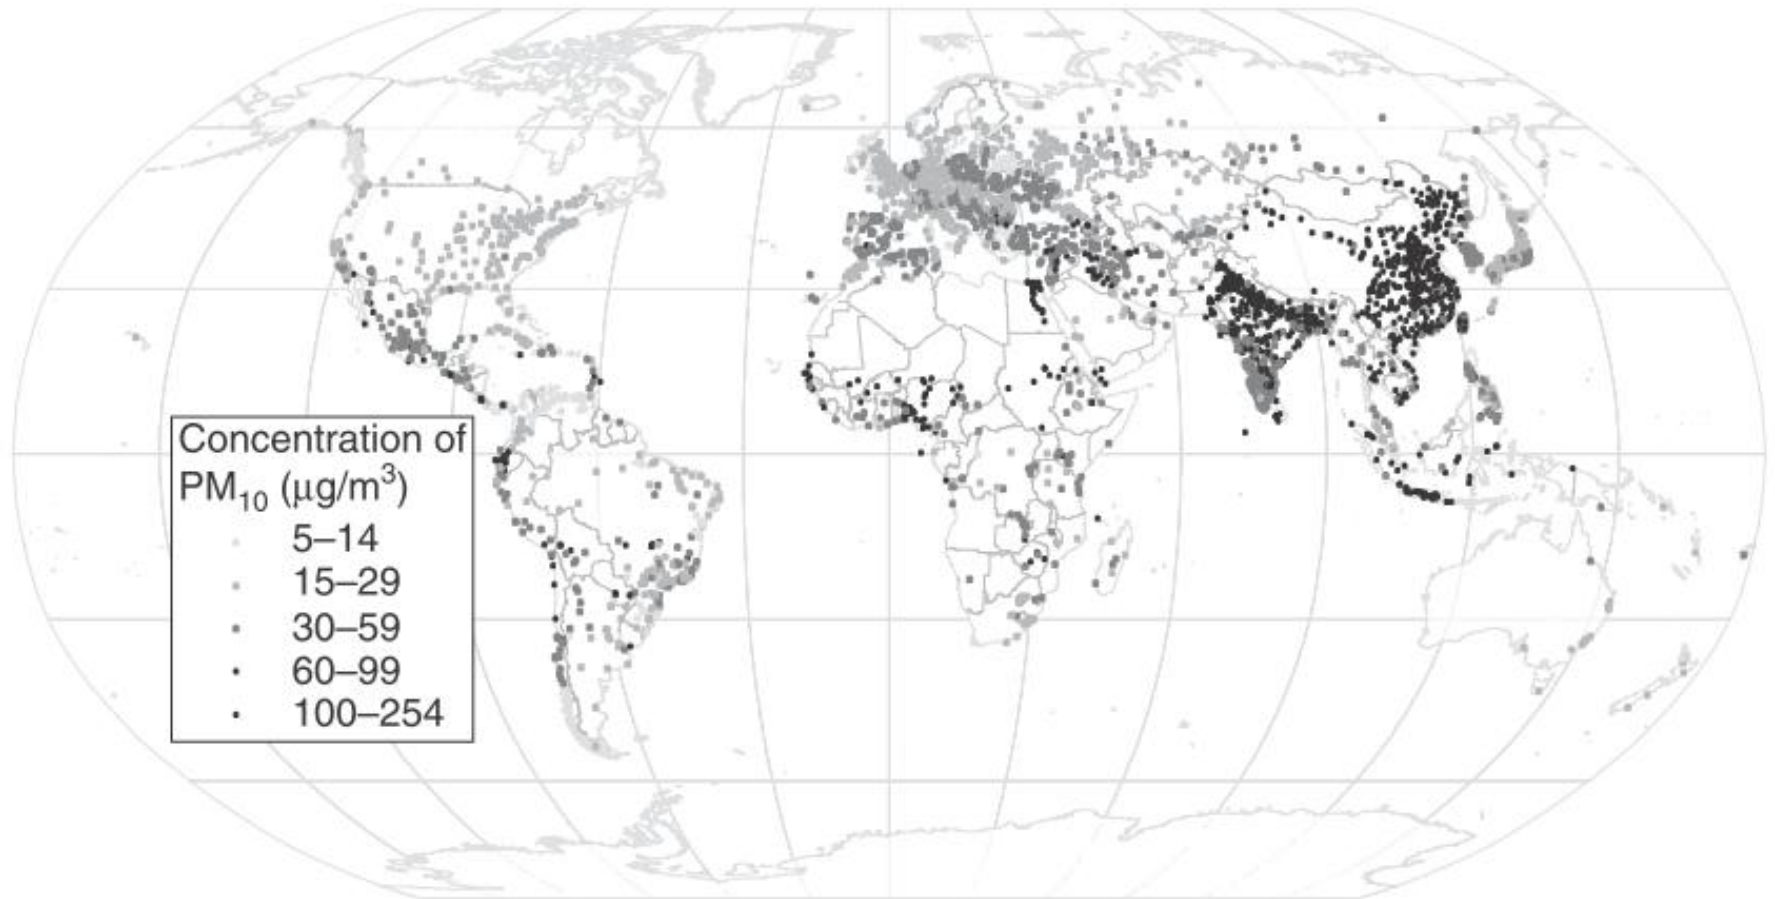 Concentration of
PM₁₀ (μg/m³)
5–14
15–29
30–59
60–99
100–254